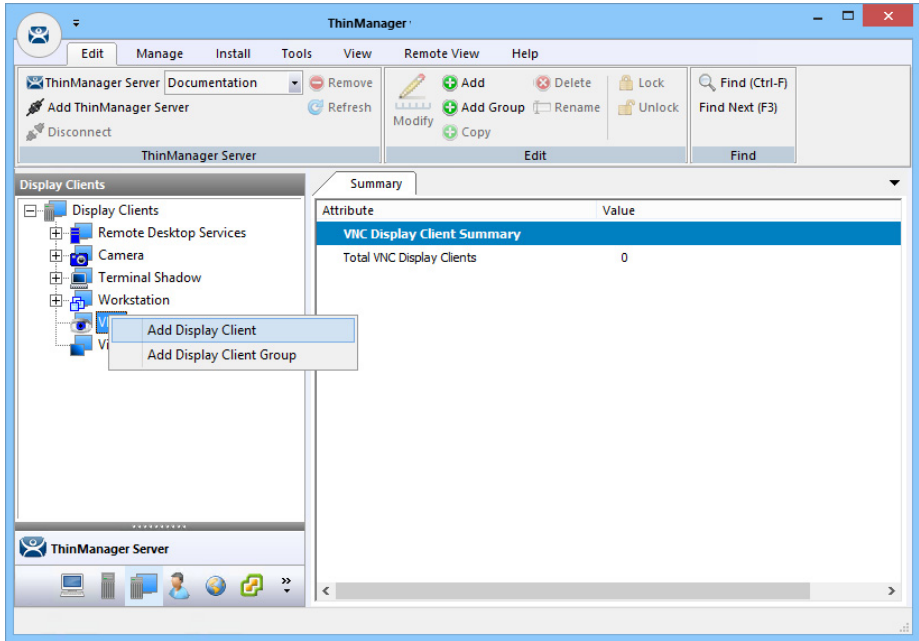 ThinManager
Edit Manage Install Tools View Remote View Help
ThinManager Server Documentation Remove Add Delete Lock Find (Ctrl-F)
Add ThinManager Server Refresh Modify Add Group Rename Unlock Find Next (F3)
Disconnect Copy
ThinManager Server Edit Find
Display Clients Summary
Display Clients Attribute Value
Remote Desktop Services VNC Display Client Summary
Camera Total VNC Display Clients 0
Terminal Shadow
Workstation
Add Display Client
Add Display Client Group
ThinManager Server